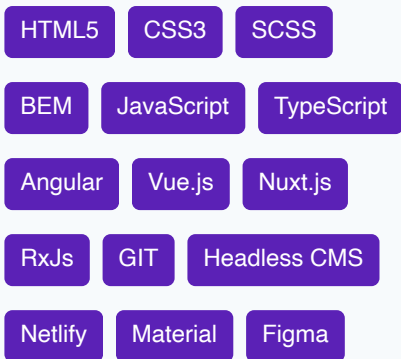 HTML5 CSS3 SCSS
BEM JavaScript TypeScript
Angular Vue.js Nuxt.js
RxJs GIT Headless CMS
Netlify Material Figma